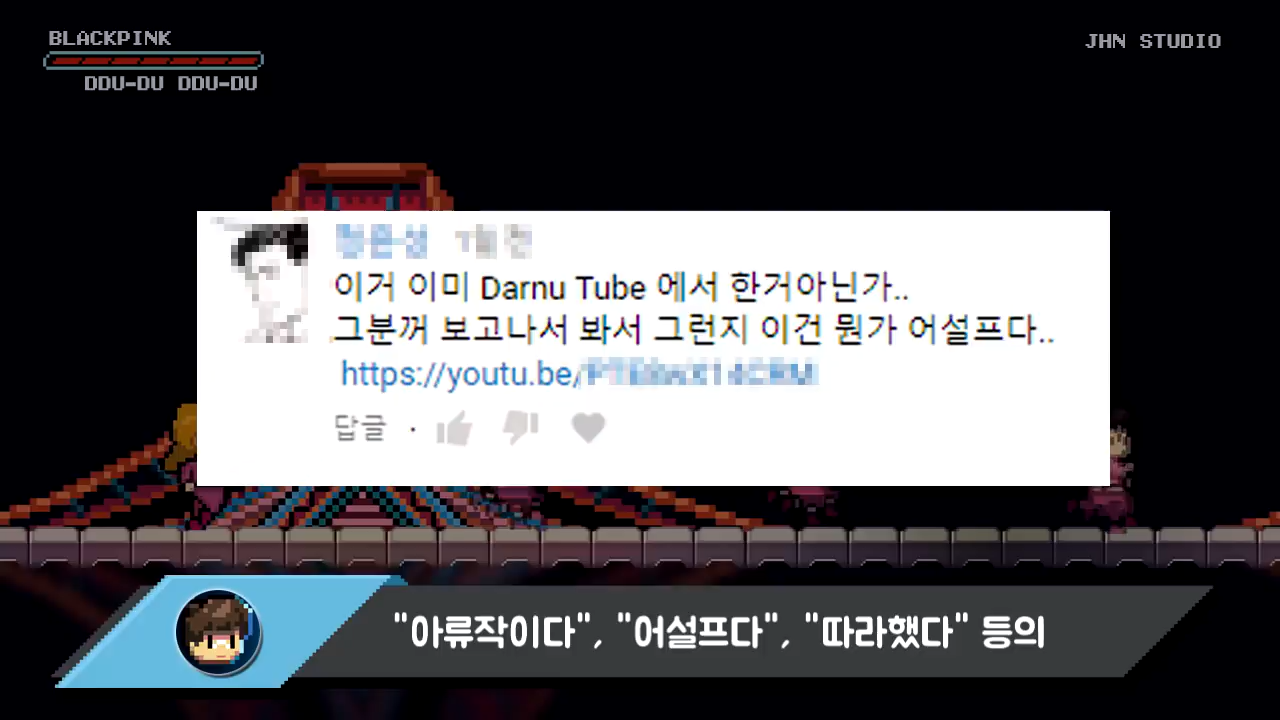 BLACKPINK
DDU-DU DDU-DU
JHN STUDIO
이거 이미 Darnu Tube 에서 한거아닌가..
그분꺼 보고나서 봐서 그런지 이건 뭔가 어설프다..
https://youtu.be/
답글 ·
"아류작이다", "어설프다", "따라했다" 등의